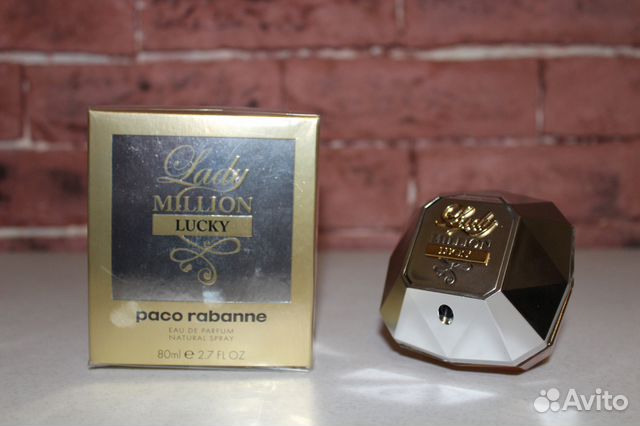 Lady
MILLION
LUCKY
paco rabanne
EAU DE PARFUM
NATURAL SPRAY
80ml e 2.7 FL OZ
Lady
MILLION
LUCKY
Avito